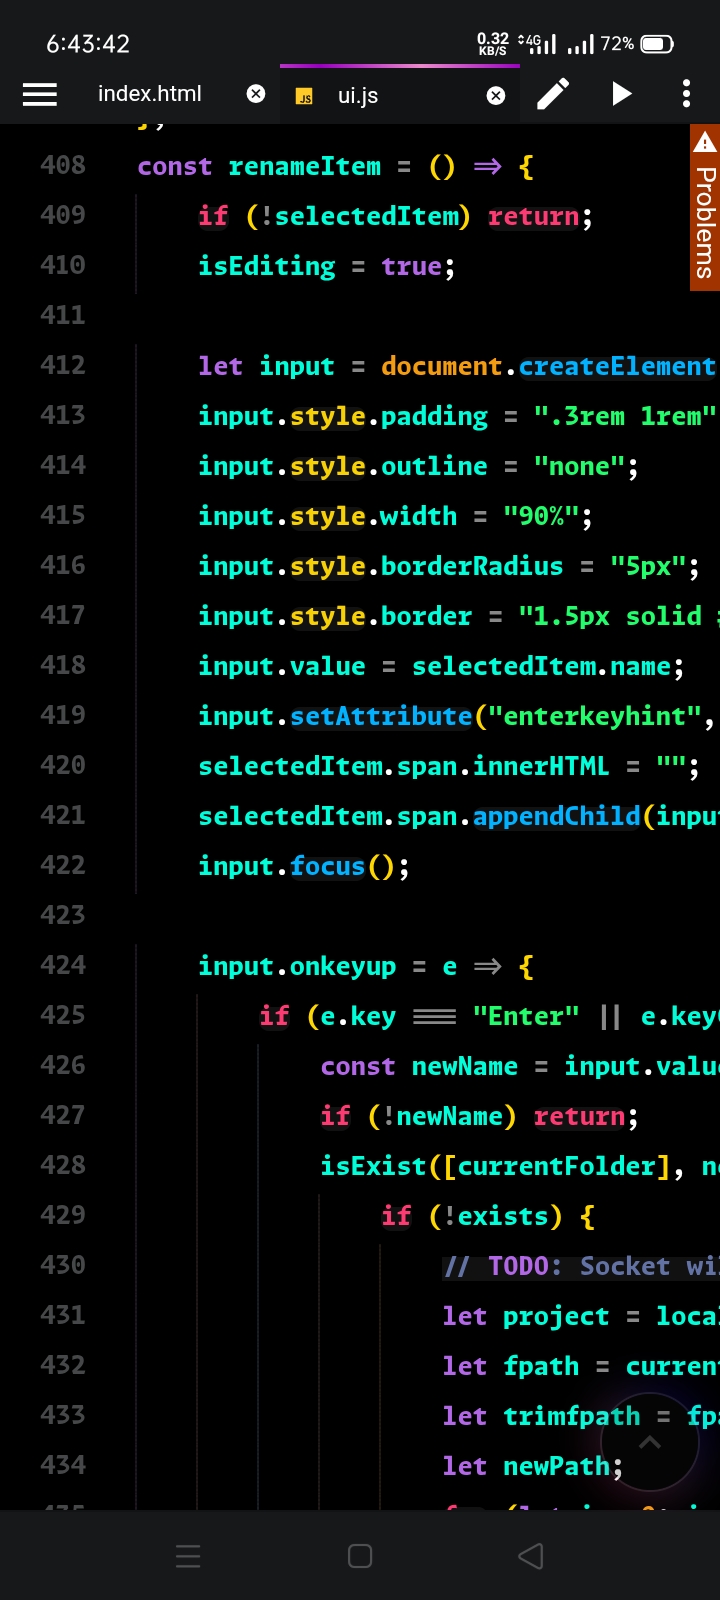 6:43:42 0.32 KB/S 4G 72%
index.html ui.js
};
408 const renameItem = () => {
409 if (!selectedItem) return;
410 isEditing = true;
411
412 let input = document.createElement
413 input.style.padding = ".3rem 1rem"
414 input.style.outline = "none";
415 input.style.width = "90%";
416 input.style.borderRadius = "5px";
417 input.style.border = "1.5px solid #
418 input.value = selectedItem.name;
419 input.setAttribute("enterkeyhint",
420 selectedItem.span.innerHTML = "";
421 selectedItem.span.appendChild(input
422 input.focus();
423
424 input.onkeyup = e => {
425 if (e.key === "Enter" || e.key
426 const newName = input.value
427 if (!newName) return;
428 isExist([currentFolder], ne
429 if (!exists) {
430 // TODO: Socket wi
431 let project = loca
432 let fpath = current
433 let trimfpath = fpa
434 let newPath;
Problems